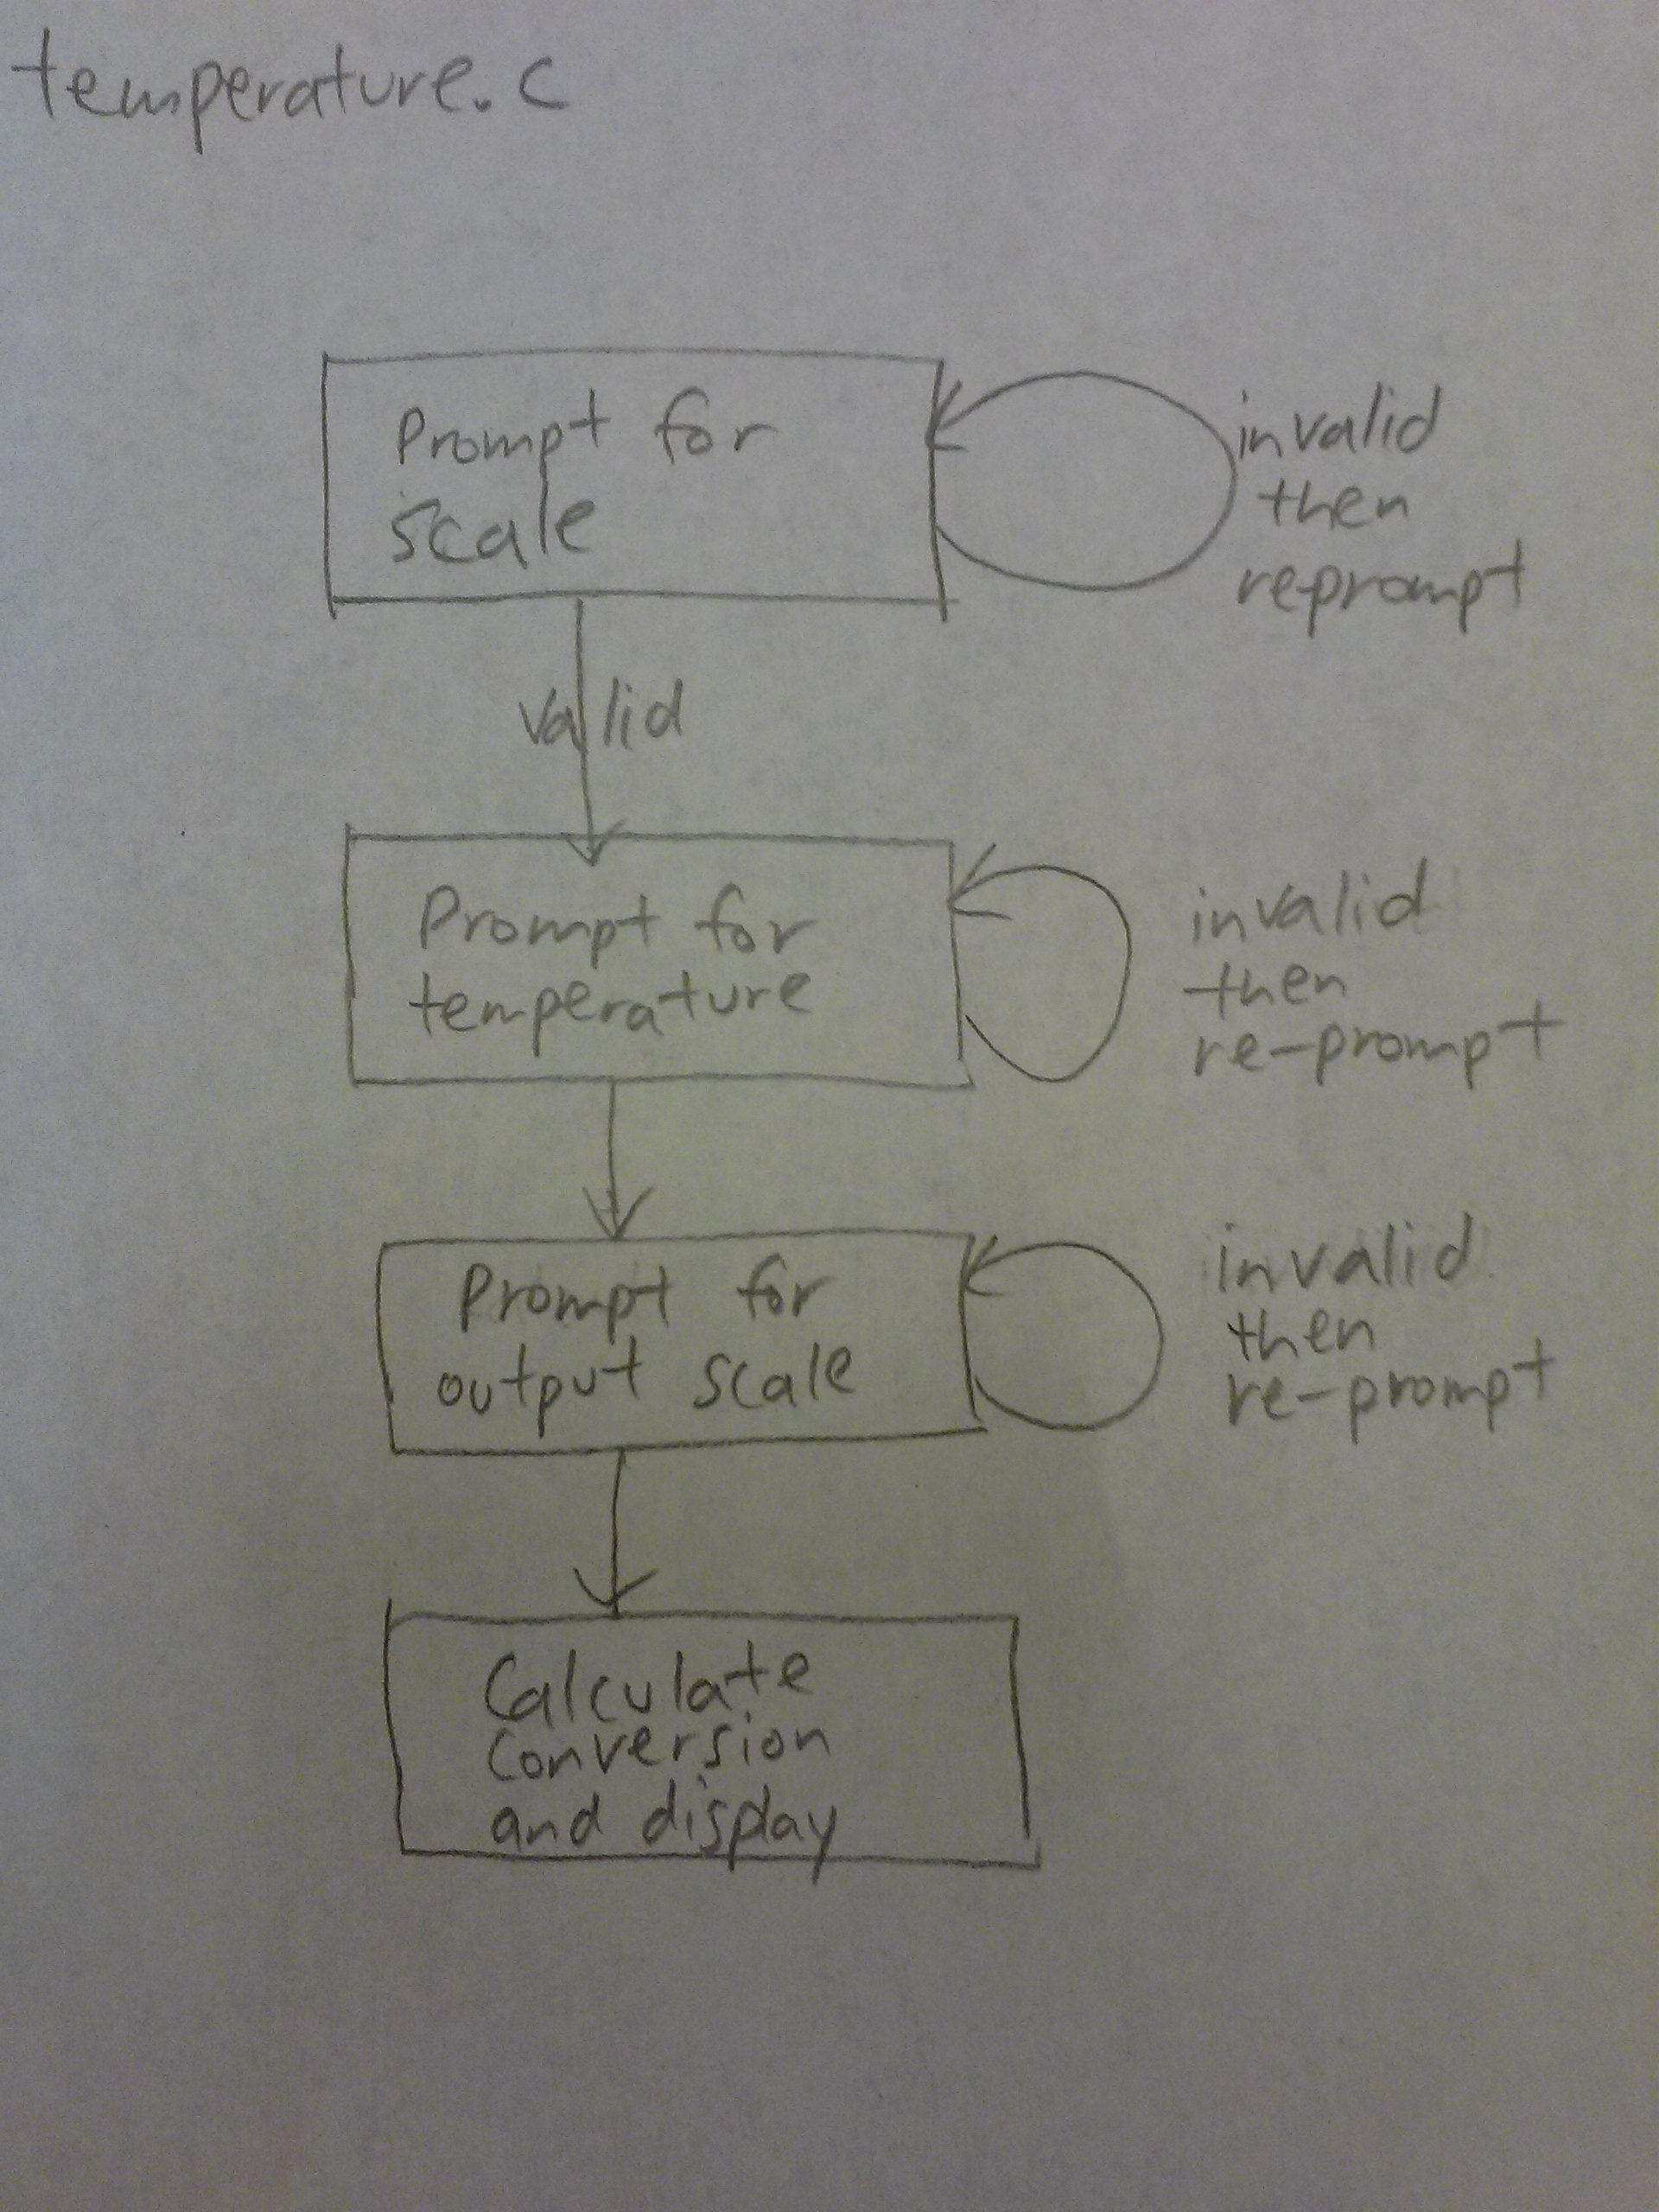 temperature.c
Prompt for
scale
invalid
then
reprompt
valid
Prompt for
temperature
invalid
then
re-prompt
Prompt for
output scale
invalid
then
re-prompt
Calculate
conversion
and display